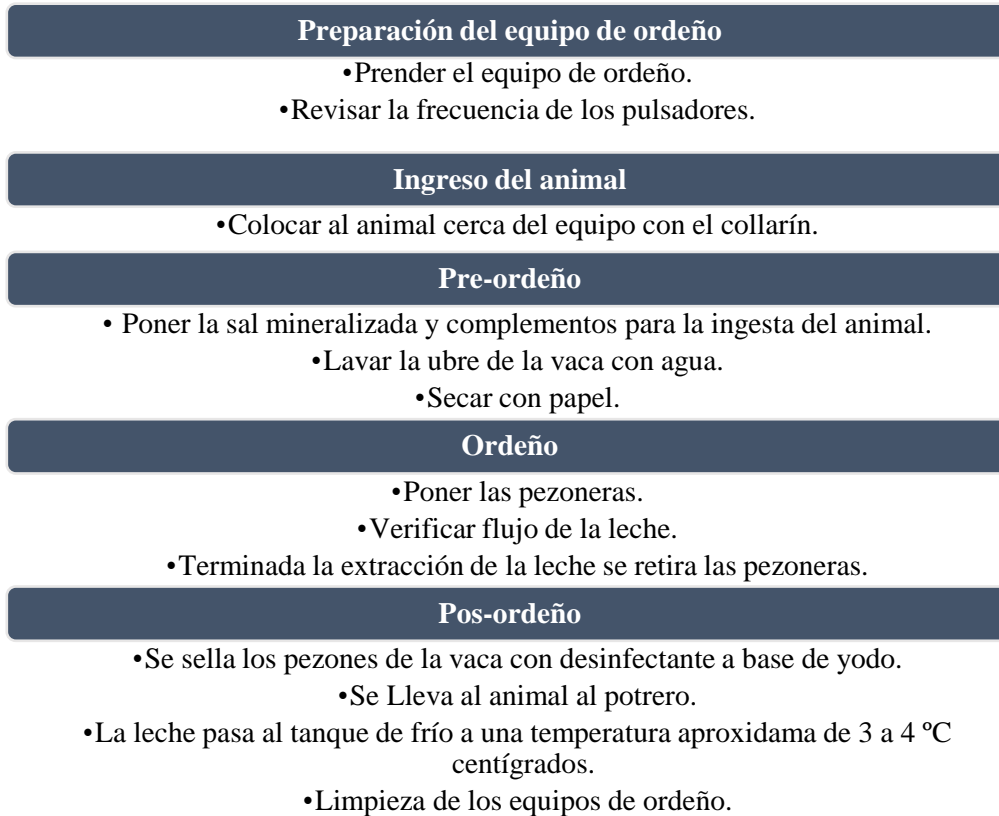 Preparación del equipo de ordeño
•Prender el equipo de ordeño.
•Revisar la frecuencia de los pulsadores.
Ingreso del animal
•Colocar al animal cerca del equipo con el collarín.
Pre-ordeño
• Poner la sal mineralizada y complementos para la ingesta del animal.
•Lavar la ubre de la vaca con agua.
•Secar con papel.
Ordeño
•Poner las pezoneras.
•Verificar flujo de la leche.
•Terminada la extracción de la leche se retira las pezoneras.
Pos-ordeño
•Se sella los pezones de la vaca con desinfectante a base de yodo.
•Se Lleva al animal al potrero.
•La leche pasa al tanque de frío a una temperatura aproxidama de 3 a 4 ºC
centígrados.
•Limpieza de los equipos de ordeño.